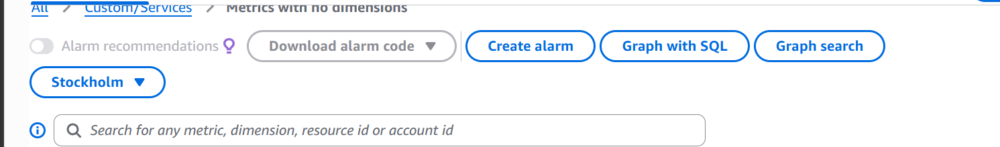 All / Custom/Services / Metrics with no dimensions
Alarm recommendations Download alarm code Create alarm Graph with SQL Graph search
Stockholm
Search for any metric, dimension, resource id or account id